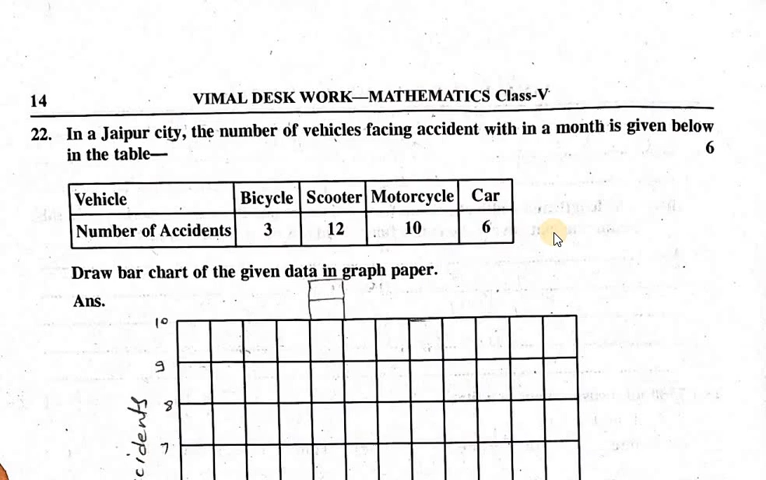 14
VIMAL DESK WORK—MATHEMATICS Class-V
22. In a Jaipur city, the number of vehicles facing accident with in a month is given below
in the table— 6
Vehicle Bicycle Scooter Motorcycle Car
Number of Accidents 3 12 10 6
Draw bar chart of the given data in graph paper.
Ans.
10
9
8
7
cidents